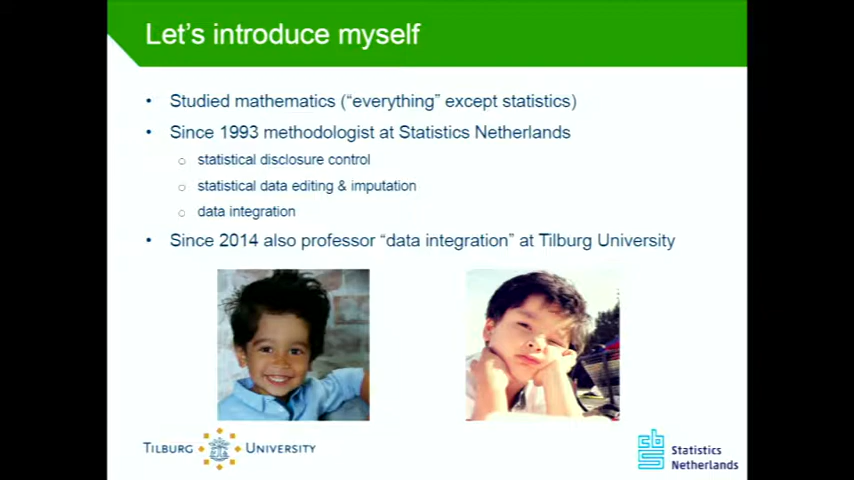 Let's introduce myself
• Studied mathematics (“everything” except statistics)
• Since 1993 methodologist at Statistics Netherlands
○ statistical disclosure control
○ statistical data editing & imputation
○ data integration
• Since 2014 also professor “data integration” at Tilburg University
TILBURG UNIVERSITY
cbs Statistics
Netherlands